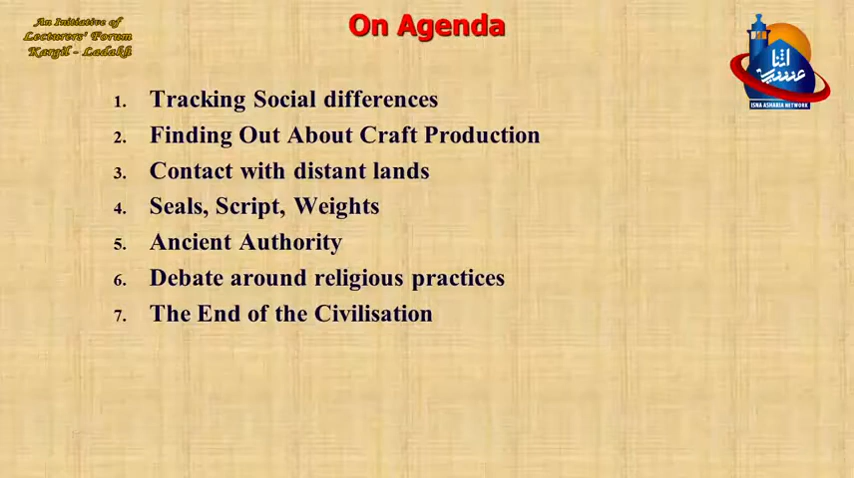 An Initiative of
Lecturers' Forum
Kargil - Ladakh
On Agenda
اثنا
عشریہ
ISNA ASHARIA NETWORK
1. Tracking Social differences
2. Finding Out About Craft Production
3. Contact with distant lands
4. Seals, Script, Weights
5. Ancient Authority
6. Debate around religious practices
7. The End of the Civilisation